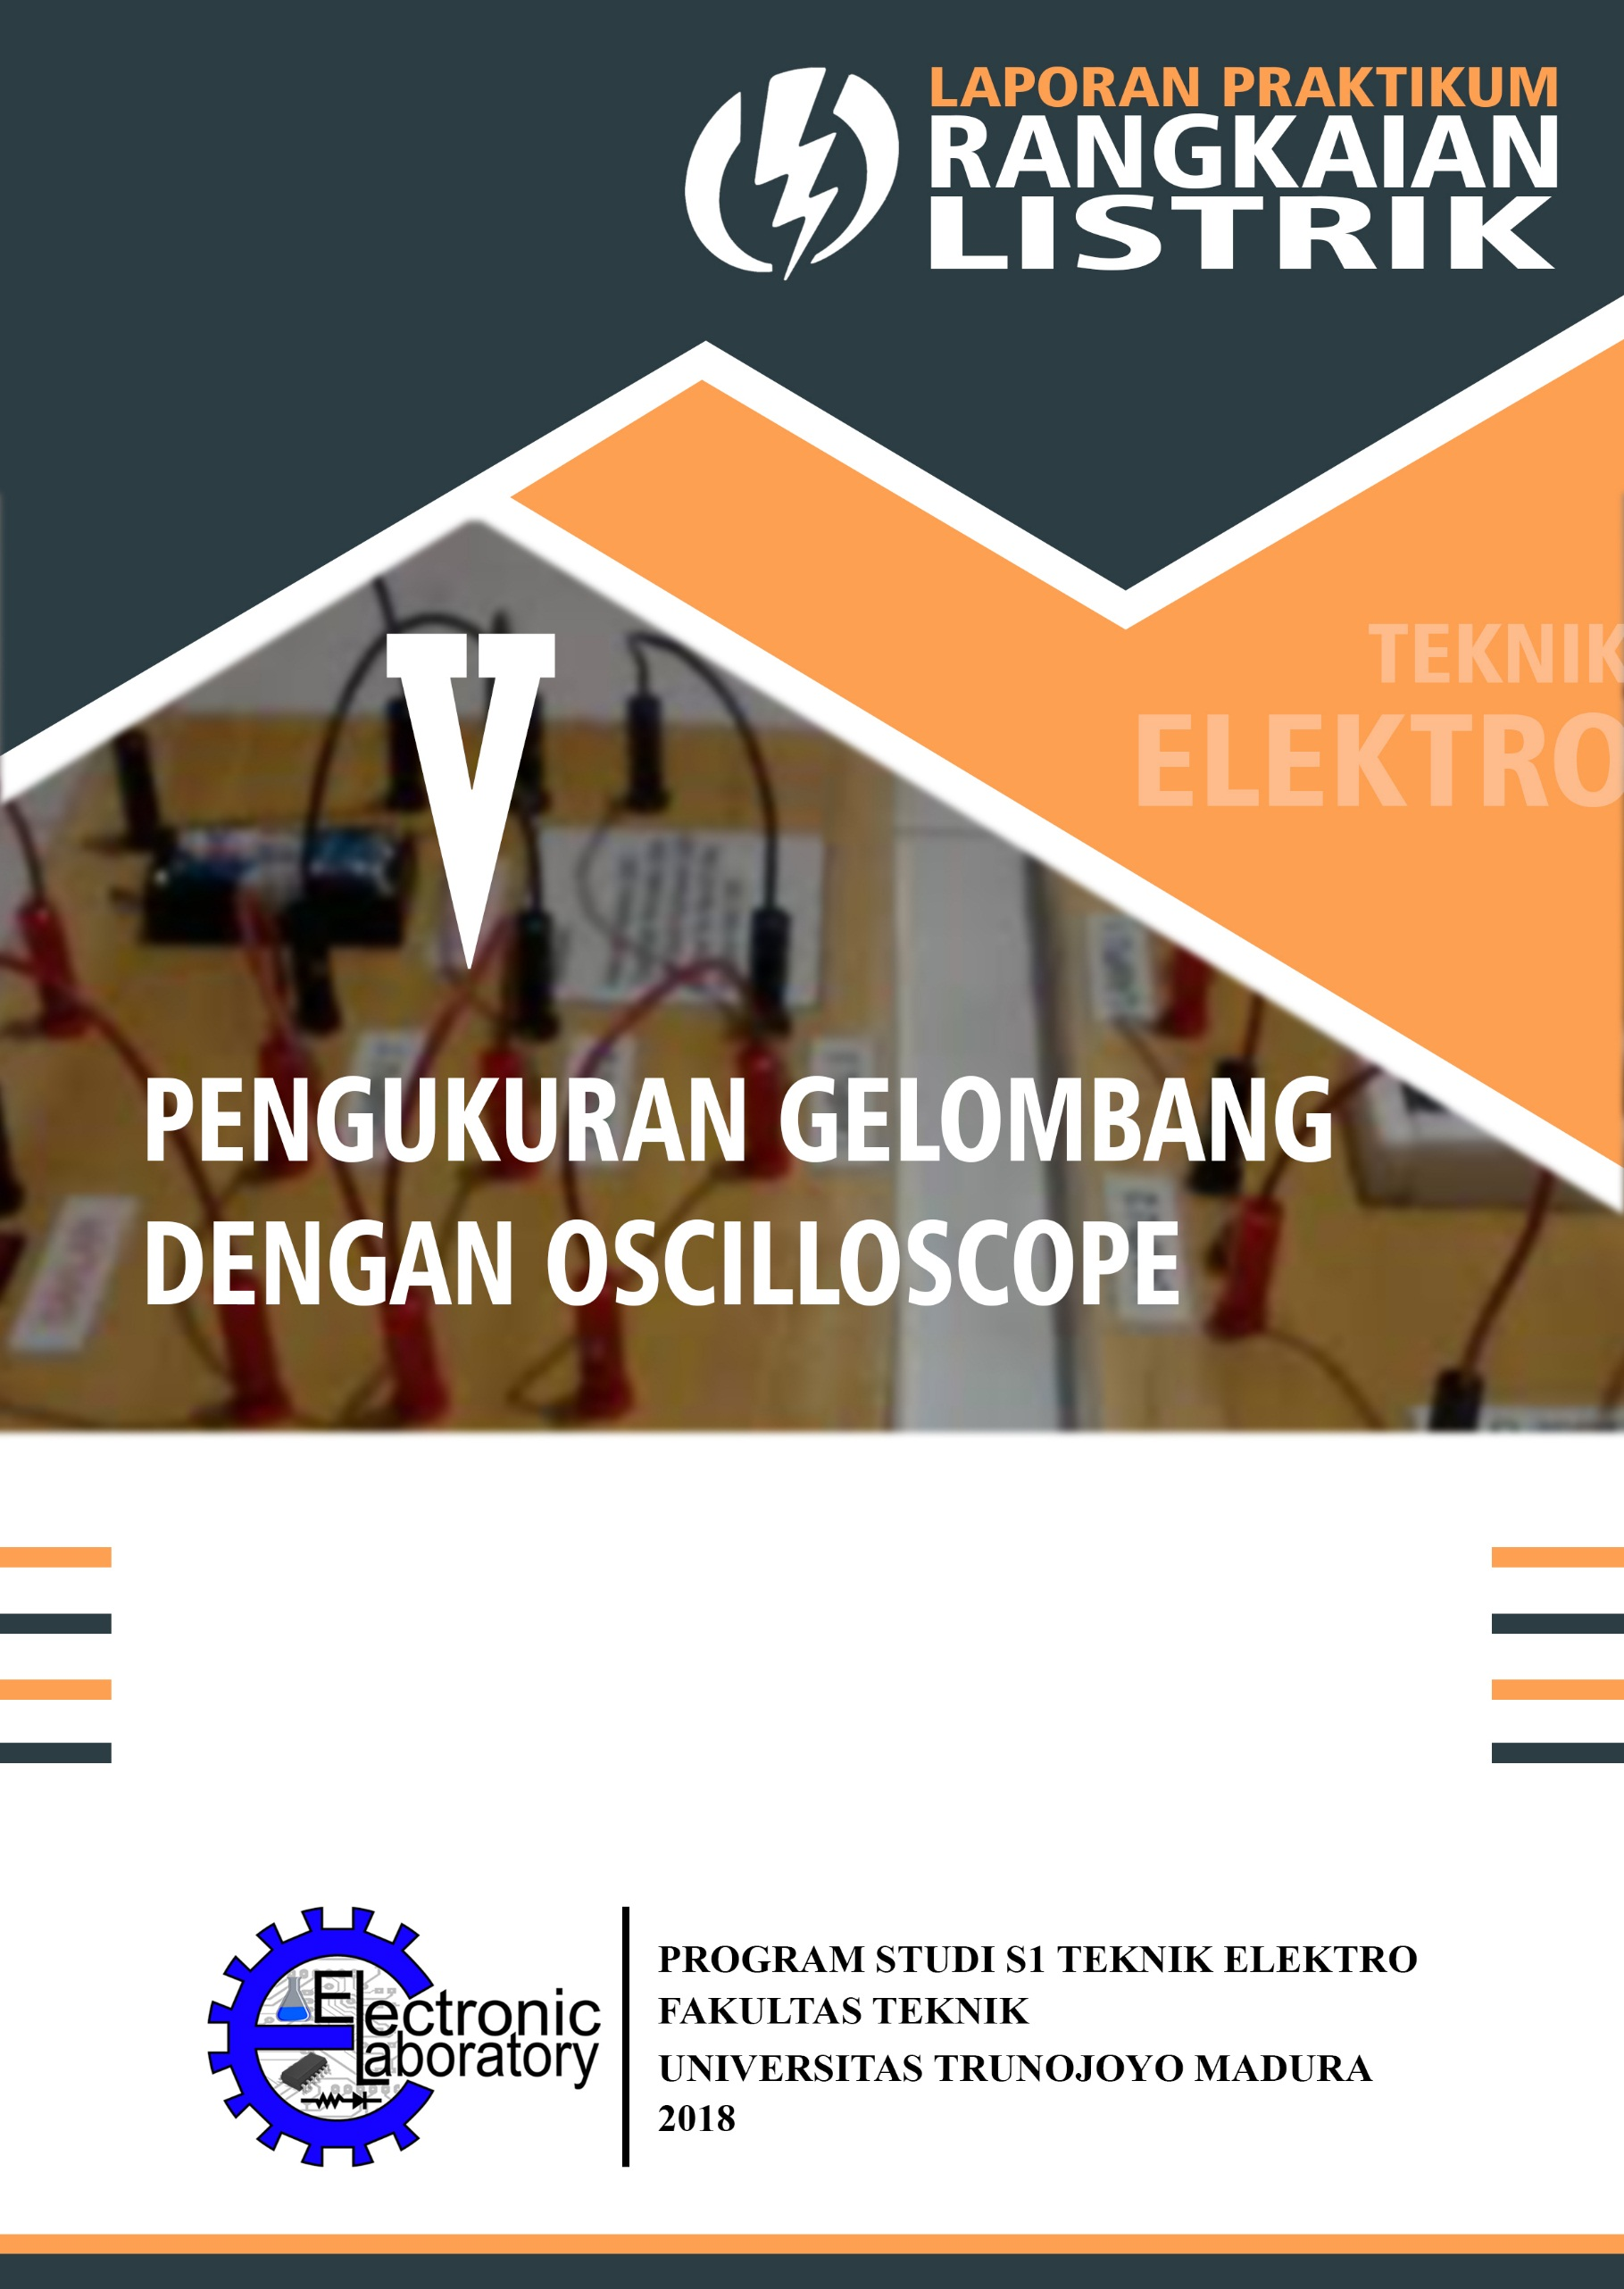 LAPORAN PRAKTIKUM
RANGKAIAN
LISTRIK
TEKNIK
ELEKTRO
V
PENGUKURAN GELOMBANG
DENGAN OSCILLOSCOPE
Electronic
Laboratory
PROGRAM STUDI S1 TEKNIK ELEKTRO
FAKULTAS TEKNIK
UNIVERSITAS TRUNOJOYO MADURA
2018